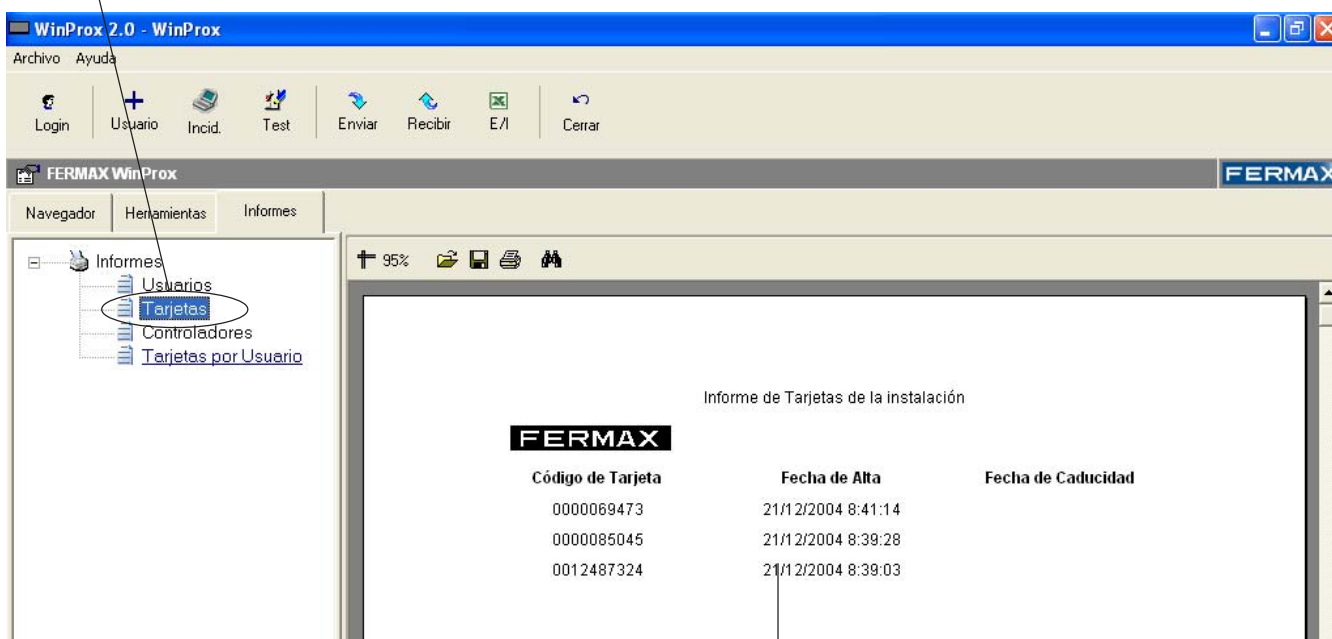 WinProx 2.0 - WinProx
Archivo Ayuda
Login Usuario Incid. Test Enviar Recibir E/I Cerrar
FERMAX WinProx FERMAX
Navegador Herramientas Informes
Informes
Usuarios
Tarjetas
Controladores
Tarjetas por Usuario
95%
Informe de Tarjetas de la instalación
FERMAX
Código de Tarjeta Fecha de Alta Fecha de Caducidad
0000069473 21/12/2004 8:41:14
0000085045 21/12/2004 8:39:28
0012487324 21/12/2004 8:39:03